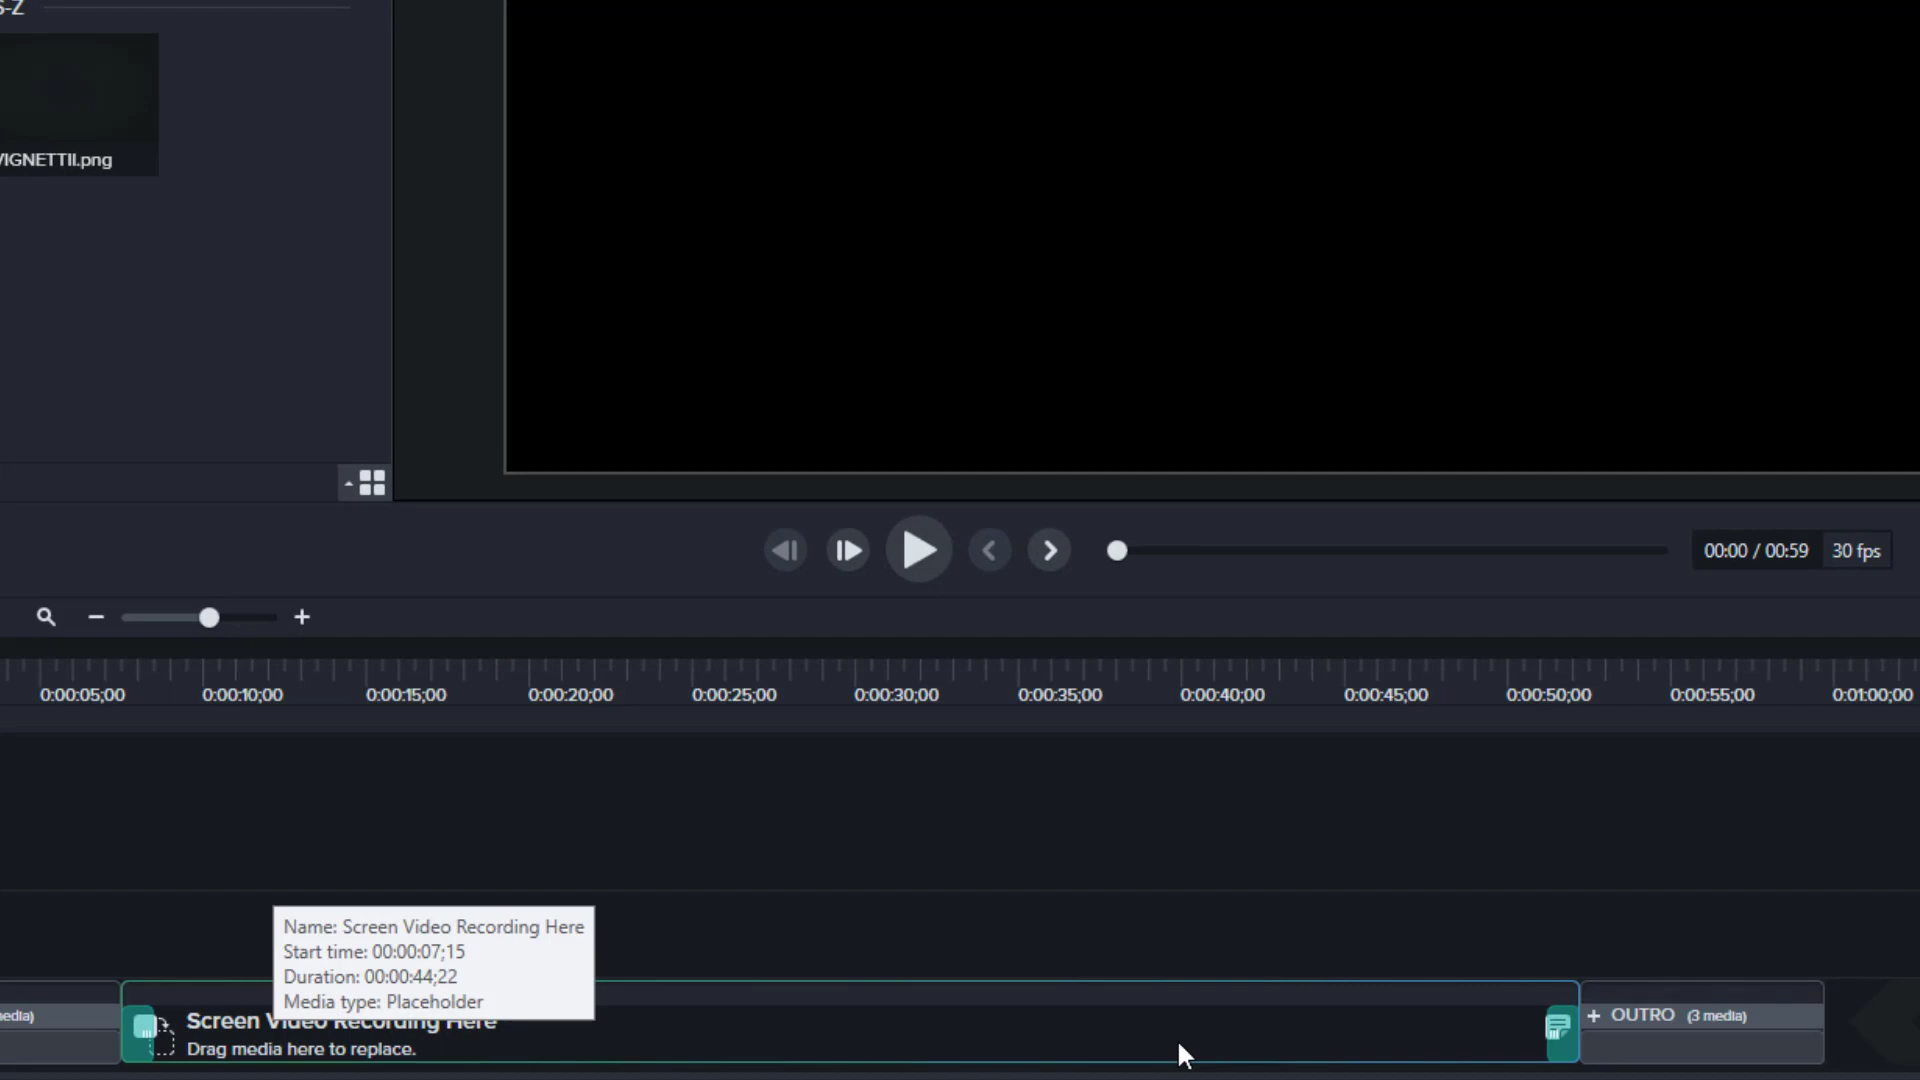 S-Z
VIGNETTII.png
00:00 / 00:59
30 fps
0:00:05;00
0:00:10;00
0:00:15;00
0:00:20;00
0:00:25;00
0:00:30;00
0:00:35;00
0:00:40;00
0:00:45;00
0:00:50;00
0:00:55;00
0:01:00;00
Name: Screen Video Recording Here
Start time: 00:00:07;15
Duration: 00:00:44;22
Media type: Placeholder
nedia)
Screen Video Recording Here
Drag media here to replace.
+ OUTRO (3 media)